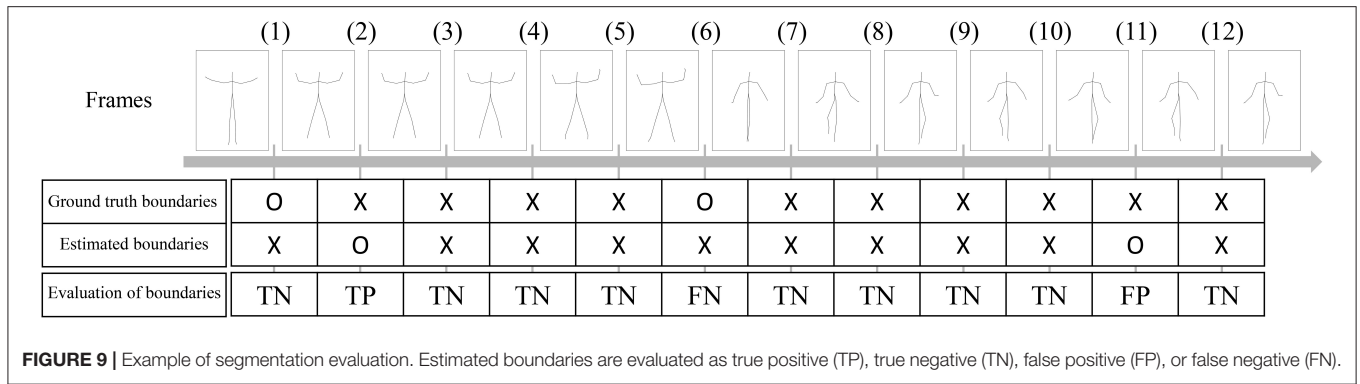 (1) (2) (3) (4) (5) (6) (7) (8) (9) (10) (11) (12)
Frames
Ground truth boundaries O X X X X O X X X X X X
Estimated boundaries X O X X X X X X X X O X
Evaluation of boundaries TN TP TN TN TN FN TN TN TN TN FP TN
FIGURE 9 | Example of segmentation evaluation. Estimated boundaries are evaluated as true positive (TP), true negative (TN), false positive (FP), or false negative (FN).